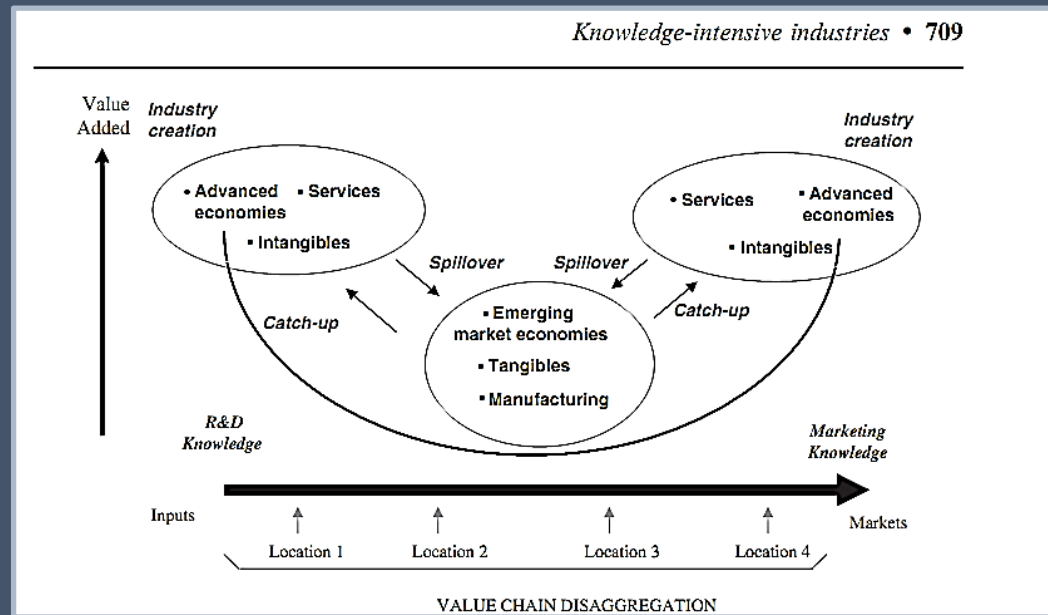 Knowledge-intensive industries • 709
Value
Added
Industry
creation
Industry
creation
▪ Advanced
economies
▪ Services
▪ Intangibles
▪ Services
▪ Advanced
economies
▪ Intangibles
Spillover
Spillover
Catch-up
Catch-up
▪ Emerging
market economies
▪ Tangibles
▪ Manufacturing
R&D
Knowledge
Marketing
Knowledge
Inputs
Markets
Location 1
Location 2
Location 3
Location 4
VALUE CHAIN DISAGGREGATION